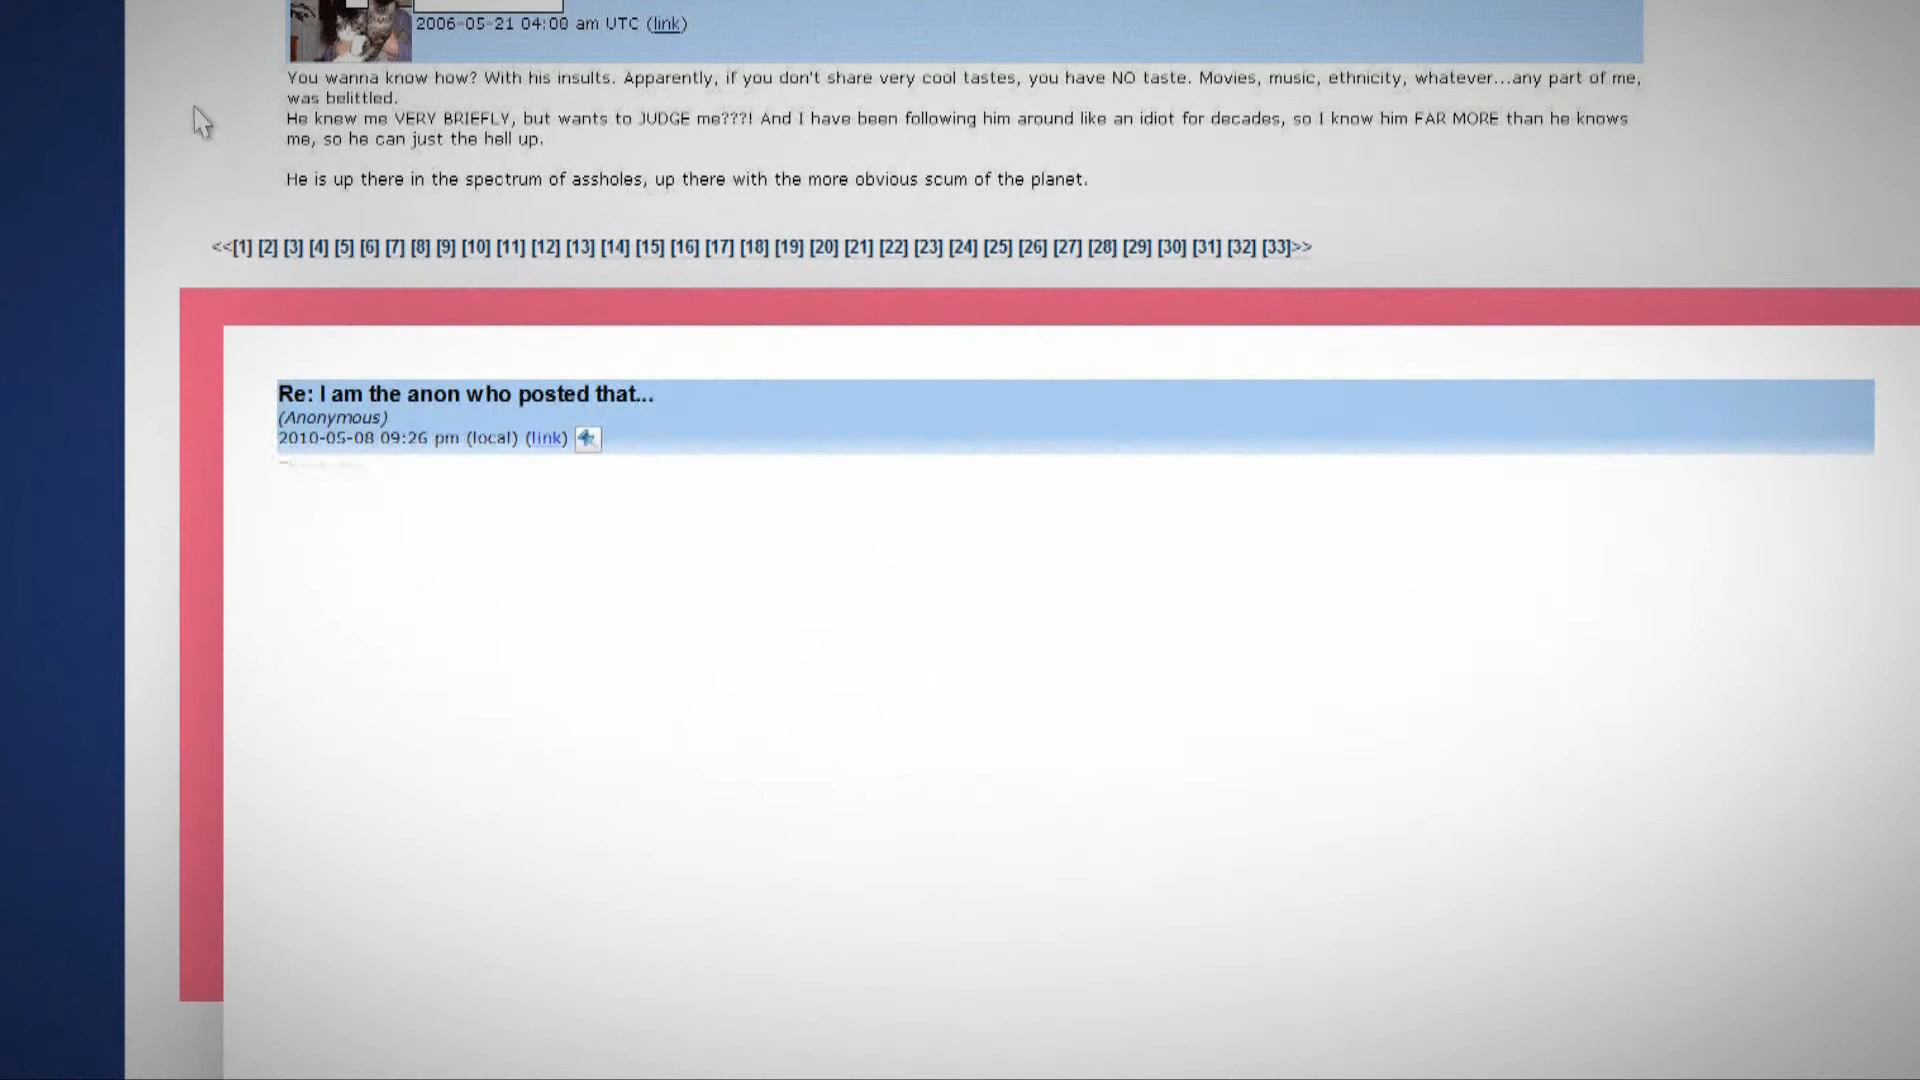 2006-05-21 04:00 am UTC (link)
You wanna know how? With his insults. Apparently, if you don't share very cool tastes, you have NO taste. Movies, music, ethnicity, whatever...any part of me,
was belittled.
He knew me VERY BRIEFLY, but wants to JUDGE me???! And I have been following him around like an idiot for decades, so I know him FAR MORE than he knows
me, so he can just the hell up.
He is up there in the spectrum of assholes, up there with the more obvious scum of the planet.
<<[1] [2] [3] [4] [5] [6] [7] [8] [9] [10] [11] [12] [13] [14] [15] [16] [17] [18] [19] [20] [21] [22] [23] [24] [25] [26] [27] [28] [29] [30] [31] [32] [33]>>
Re: I am the anon who posted that...
(Anonymous)
2010-05-08 09:26 pm (local) (link)